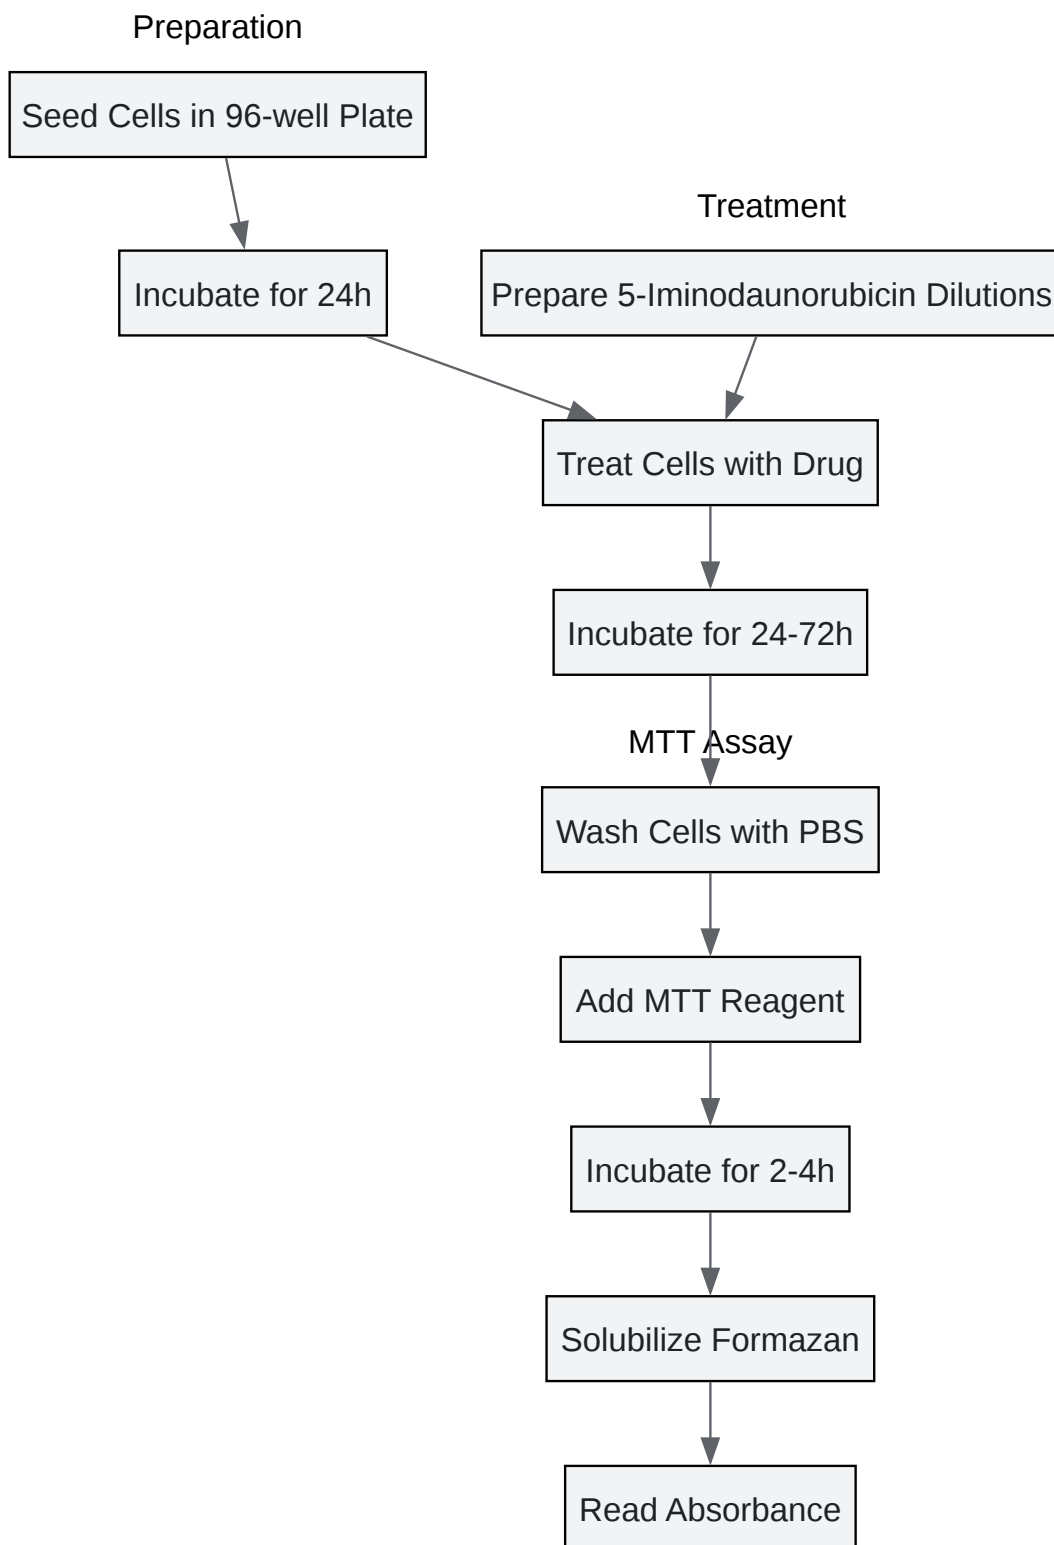 Preparation
Seed Cells in 96-well Plate
Treatment
Incubate for 24h
Prepare 5-Iminodaunorubicin Dilutions
Treat Cells with Drug
Incubate for 24-72h
MTT Assay
Wash Cells with PBS
Add MTT Reagent
Incubate for 2-4h
Solubilize Formazan
Read Absorbance